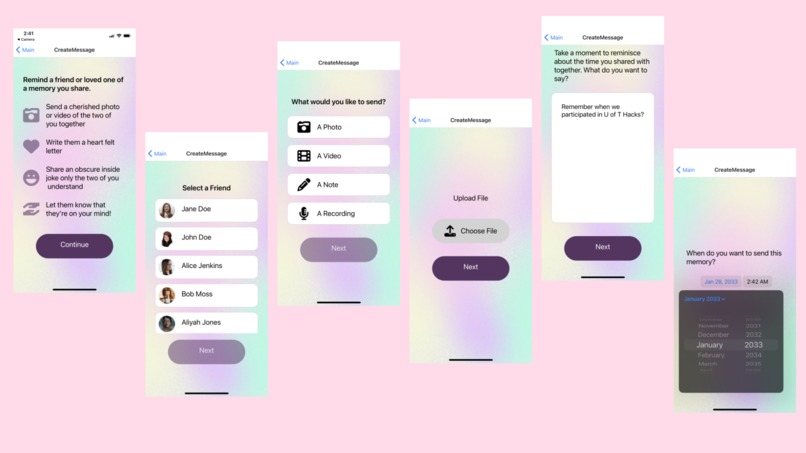 2:41
Camera
Main
CreateMessage
Remind a friend or loved one of
a memory you share.
Send a cherished photo
or video of the two of
you together
Write them a heart felt
letter
Share an obscure inside
joke only the two of you
understand
Let them know that
they're on your mind!
Continue
Main
CreateMessage
Select a Friend
Jane Doe
John Doe
Alice Jenkins
Bob Moss
Aliyah Jones
Next
Main
CreateMessage
What would you like to send?
A Photo
A Video
A Note
A Recording
Next
Main
CreateMessage
Upload File
Choose File
Next
Main
CreateMessage
Take a moment to reminisce
about the time you shared with
together. What do you want to
say?
Remember when we
participated in U of T Hacks?
Next
Main
CreateMessage
When do you want to send this
memory?
Jan 28, 2033 2:42 AM
January 2033
November 2031
December 2032
January 2033
February 2034
March 2035